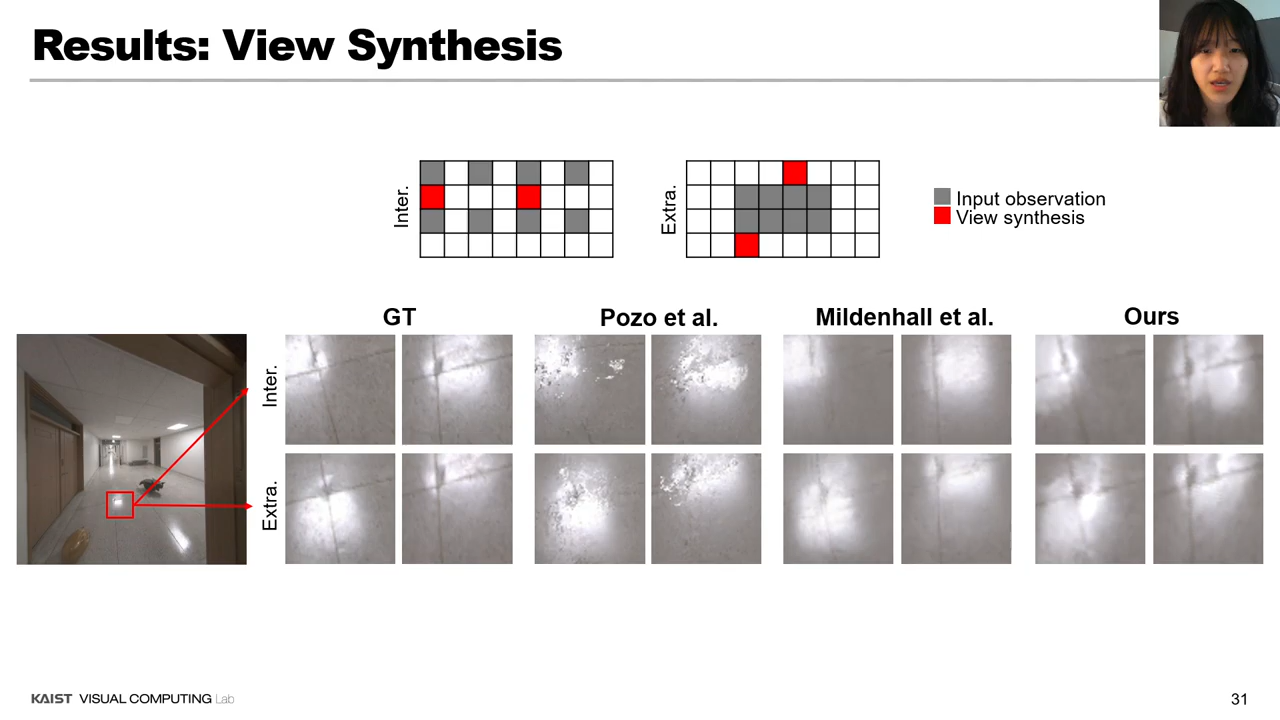 Results: View Synthesis
Inter.
Extra.
Input observation
View synthesis
GT
Pozo et al.
Mildenhall et al.
Ours
Inter.
Extra.
KAIST VISUAL COMPUTING Lab
31